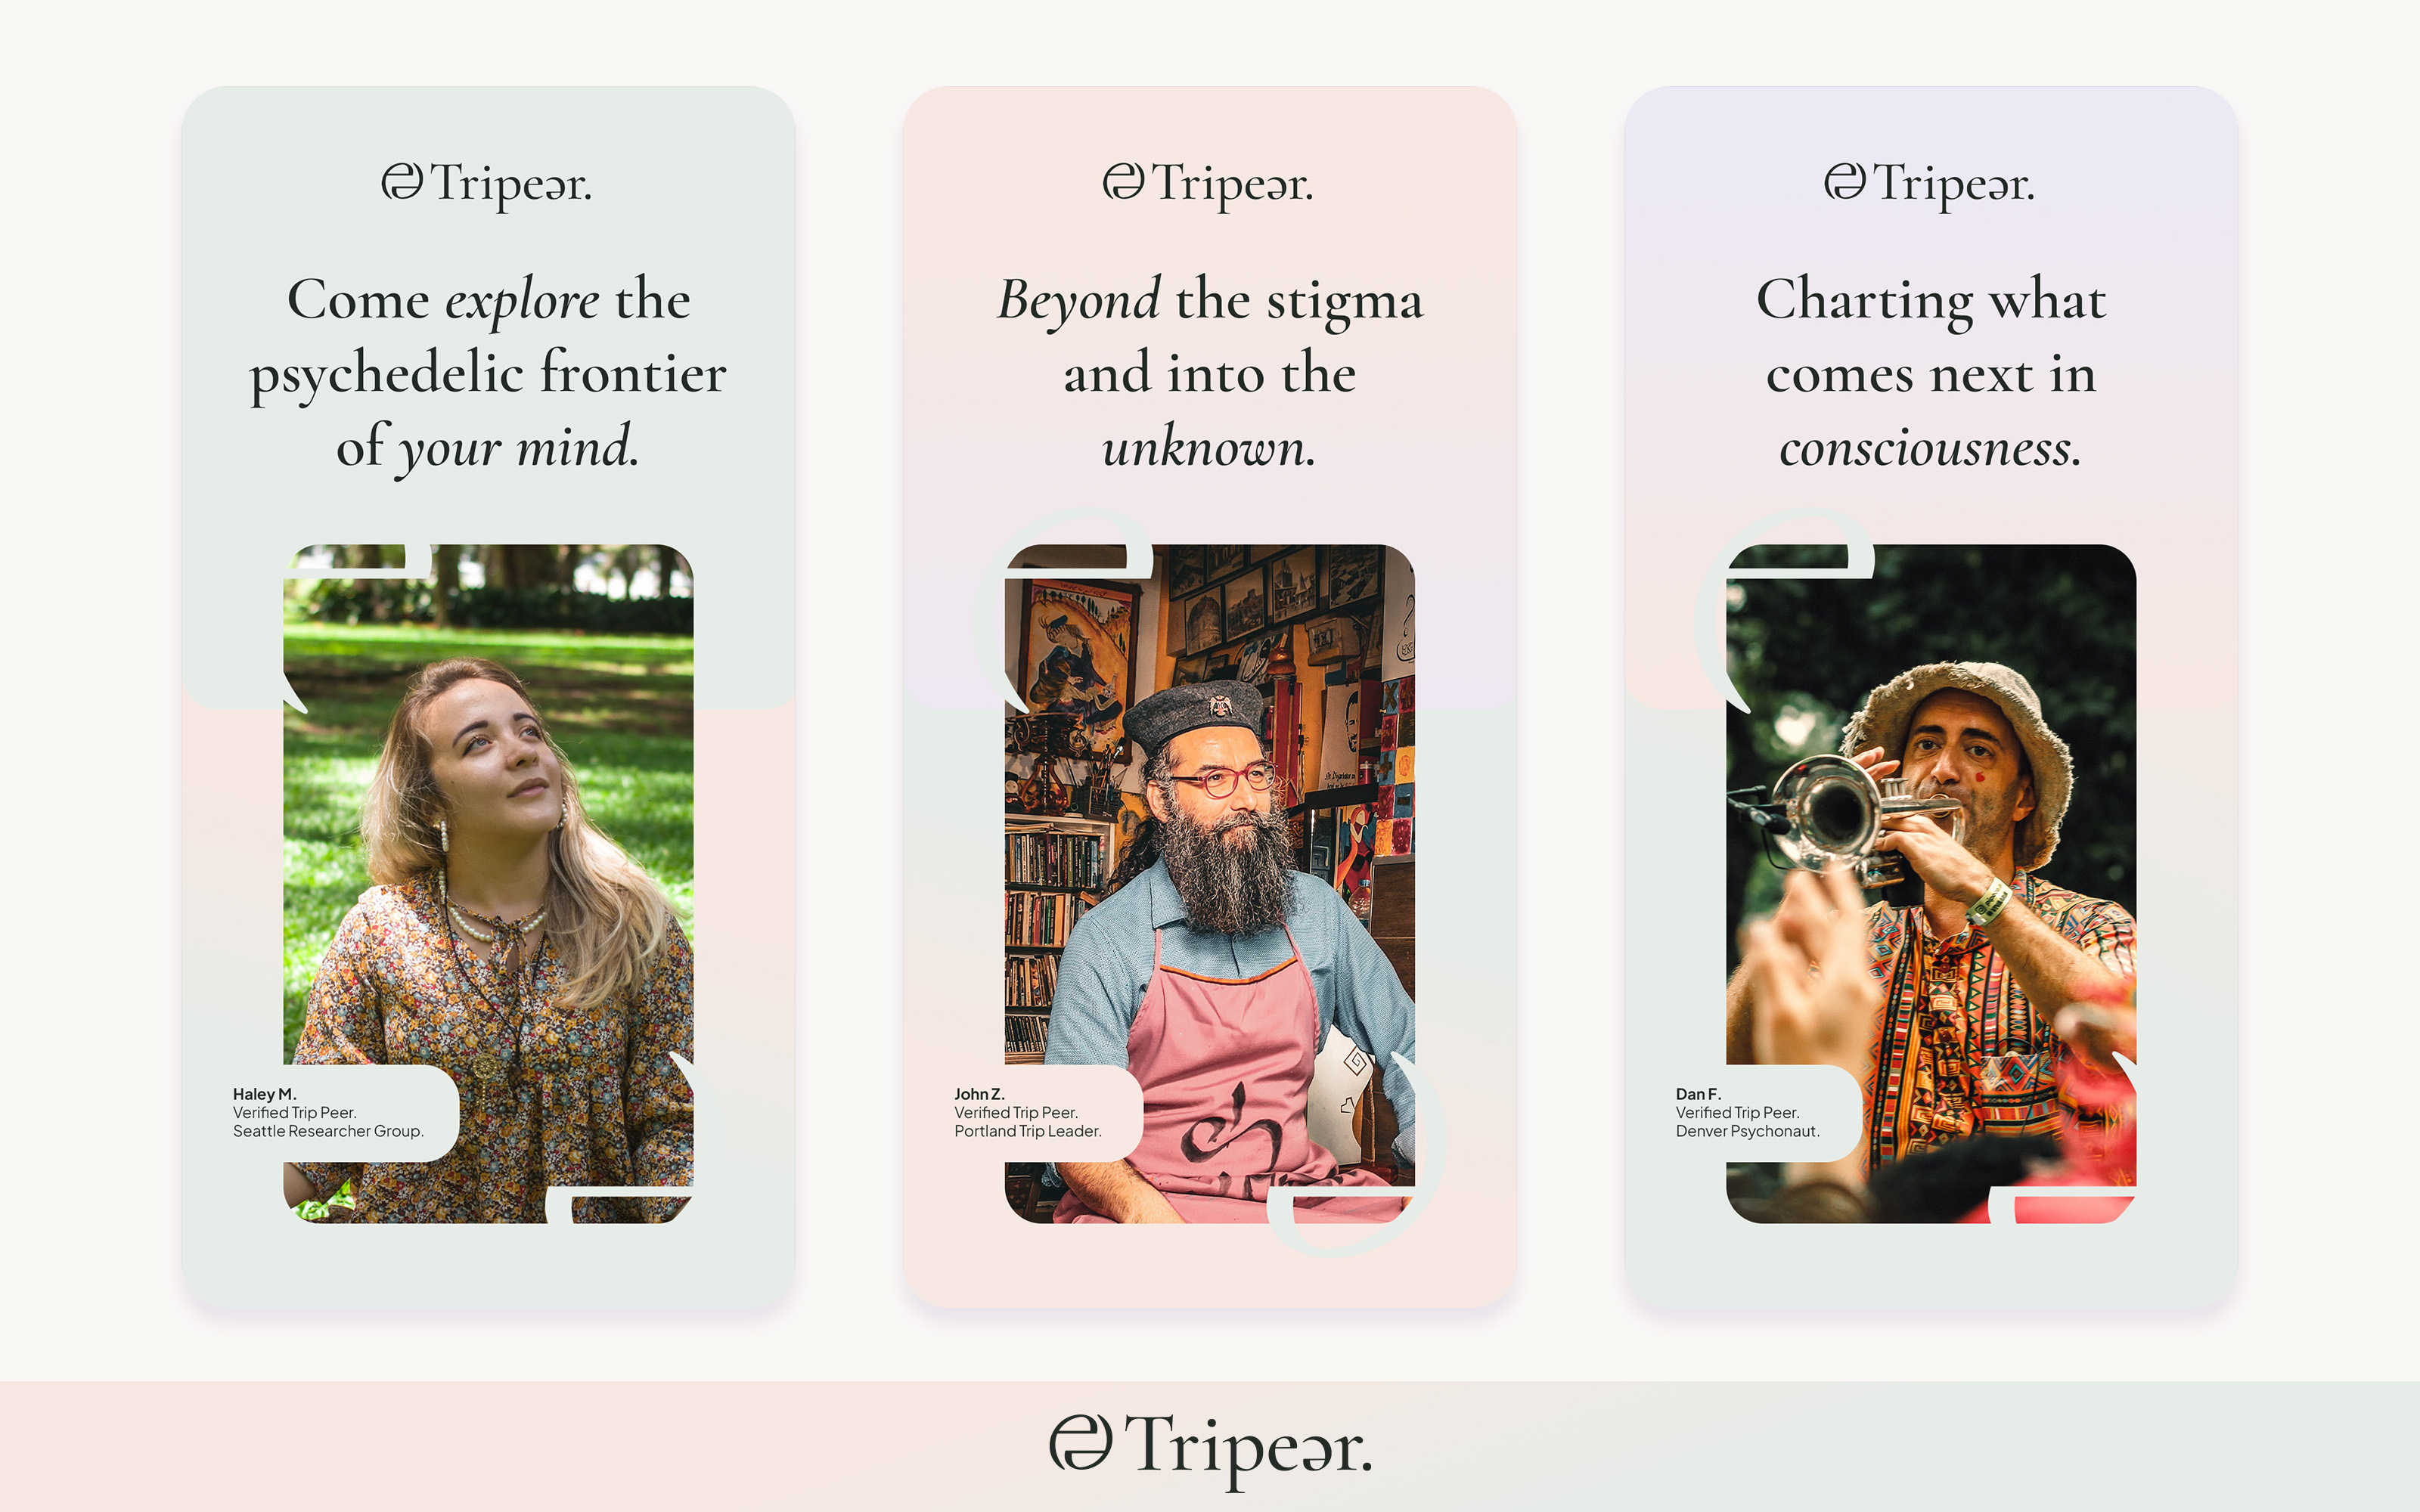 Tripeər.
Come explore the
psychedelic frontier
of your mind.
Haley M.
Verified Trip Peer.
Seattle Researcher Group.
Tripeər.
Beyond the stigma
and into the
unknown.
John Z.
Verified Trip Peer.
Portland Trip Leader.
Tripeər.
Charting what
comes next in
consciousness.
Dan F.
Verified Trip Peer.
Denver Psychonaut.
Tripeər.